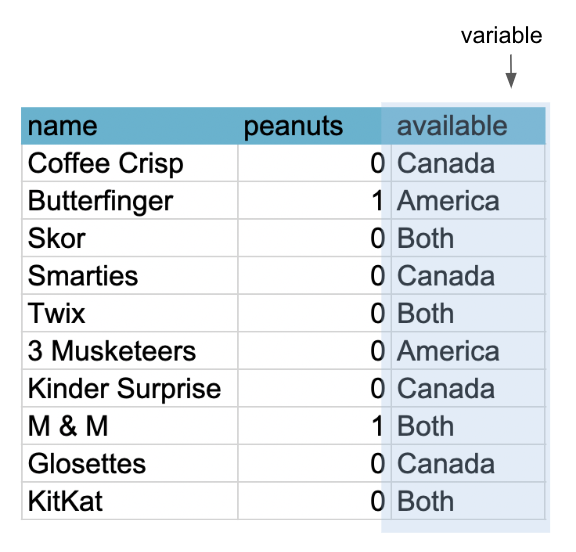 variable
name peanuts available
Coffee Crisp 0 Canada
Butterfinger 1 America
Skor 0 Both
Smarties 0 Canada
Twix 0 Both
3 Musketeers 0 America
Kinder Surprise 0 Canada
M & M 1 Both
Glosettes 0 Canada
KitKat 0 Both